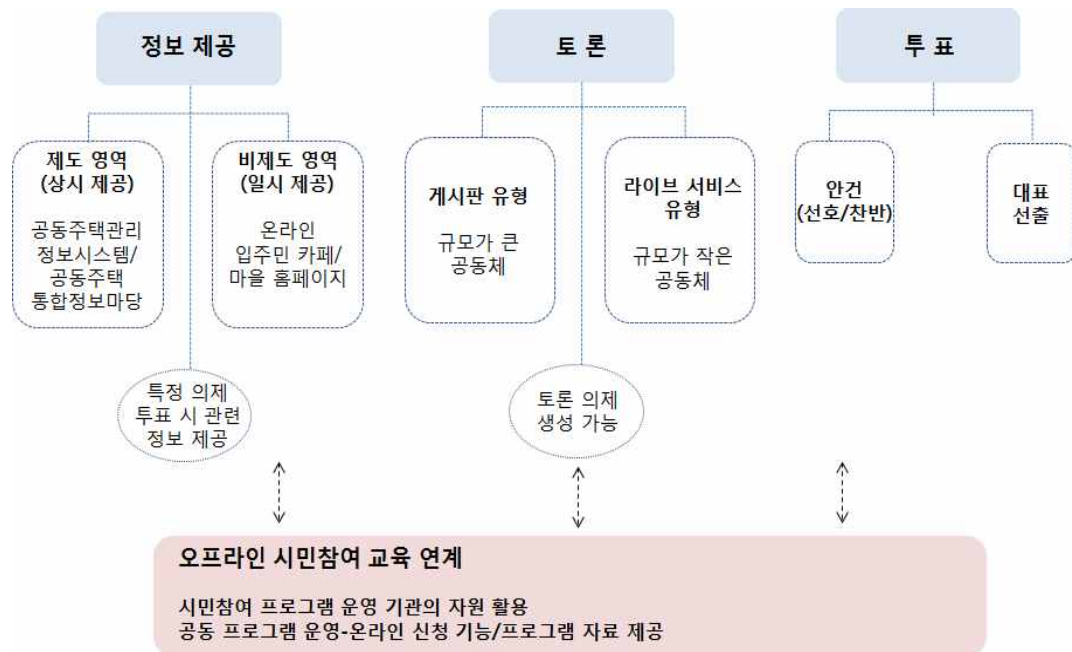 정보 제공
토 론
투 표
제도 영역
(상시 제공)
공동주택관리
정보시스템/
공동주택
통합정보마당
비제도 영역
(일시 제공)
온라인
입주민 카페/
마을 홈페이지
게시판 유형
규모가 큰
공동체
라이브 서비스
유형
규모가 작은
공동체
안건
(선호/찬반)
대표
선출
특정 의제
투표 시 관련
정보 제공
토론 의제
생성 가능
오프라인 시민참여 교육 연계
시민참여 프로그램 운영 기관의 자원 활용
공동 프로그램 운영-온라인 신청 기능/프로그램 자료 제공